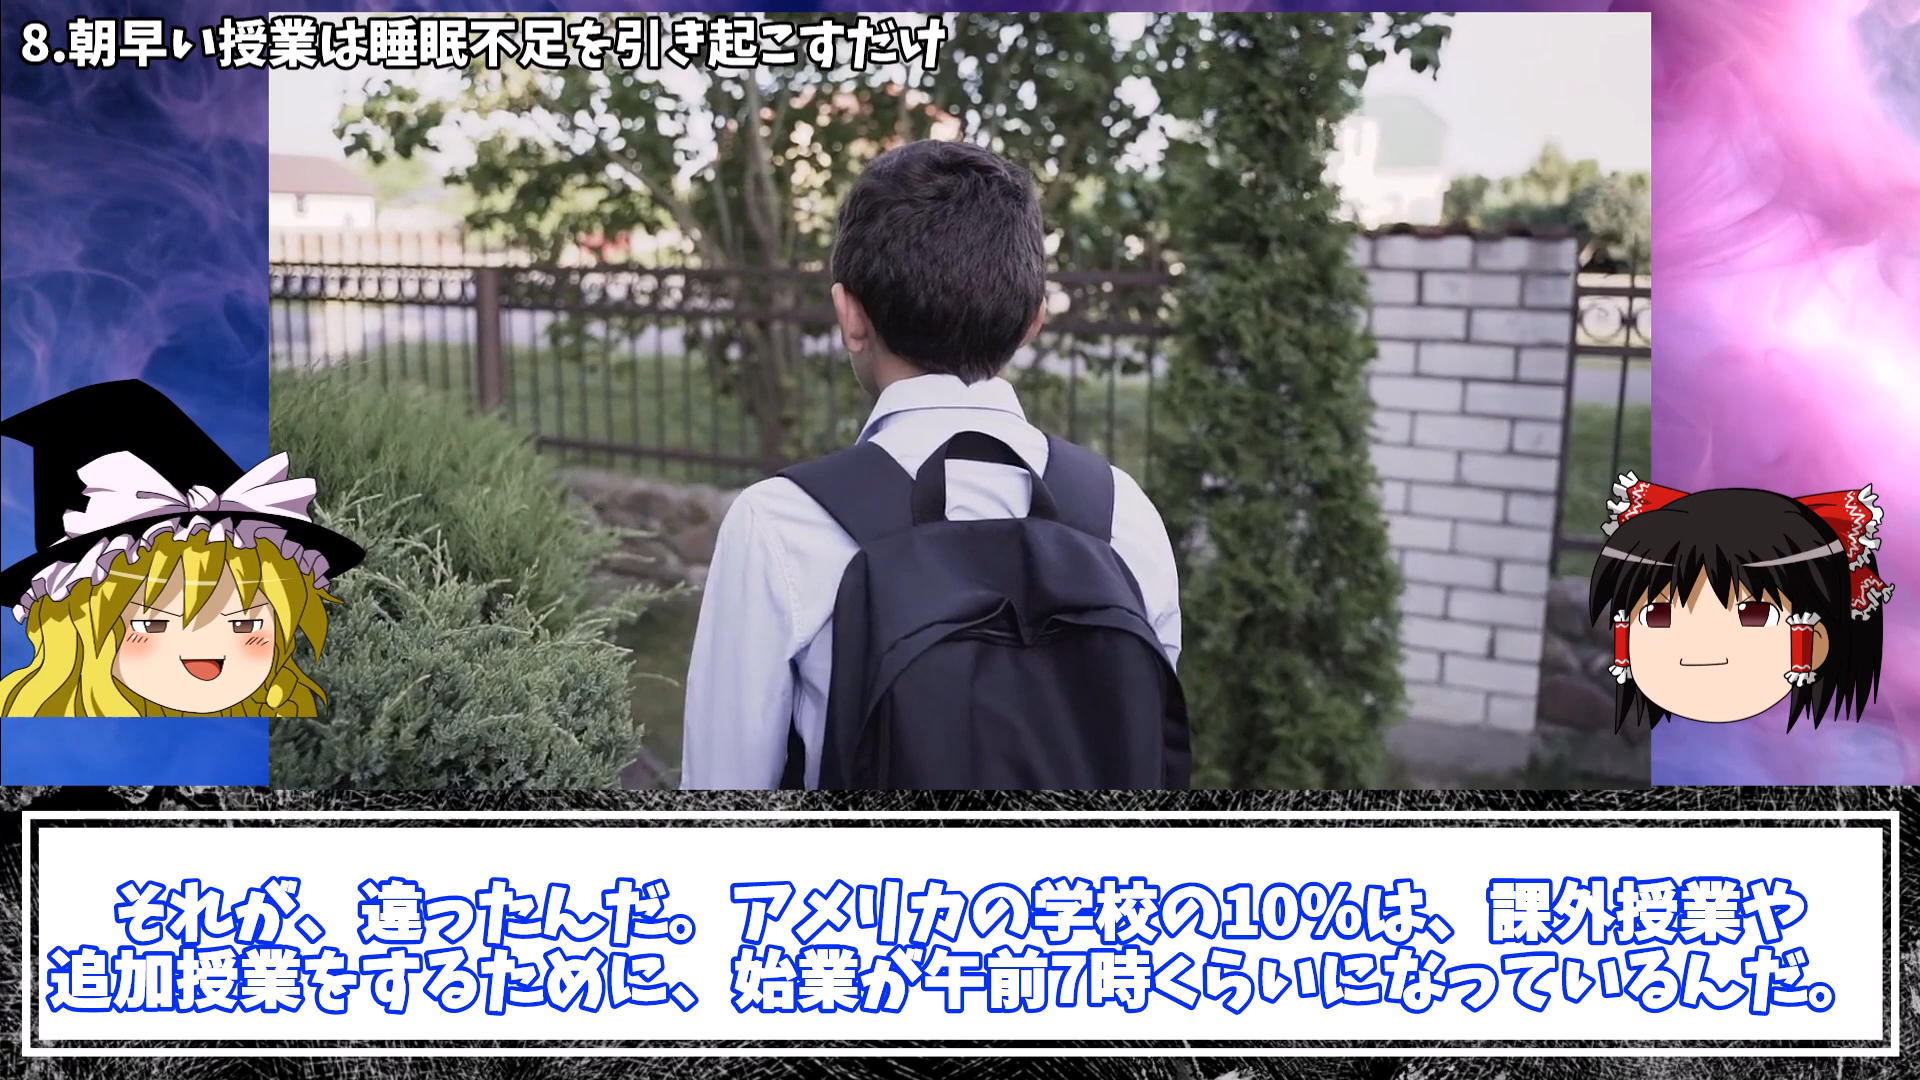 8.朝早い授業は睡眠不足を引き起こすだけ
それが、違ったんだ。アメリカの学校の10%は、課外授業や
追加授業をするために、始業が午前7時くらいになっているんだ。